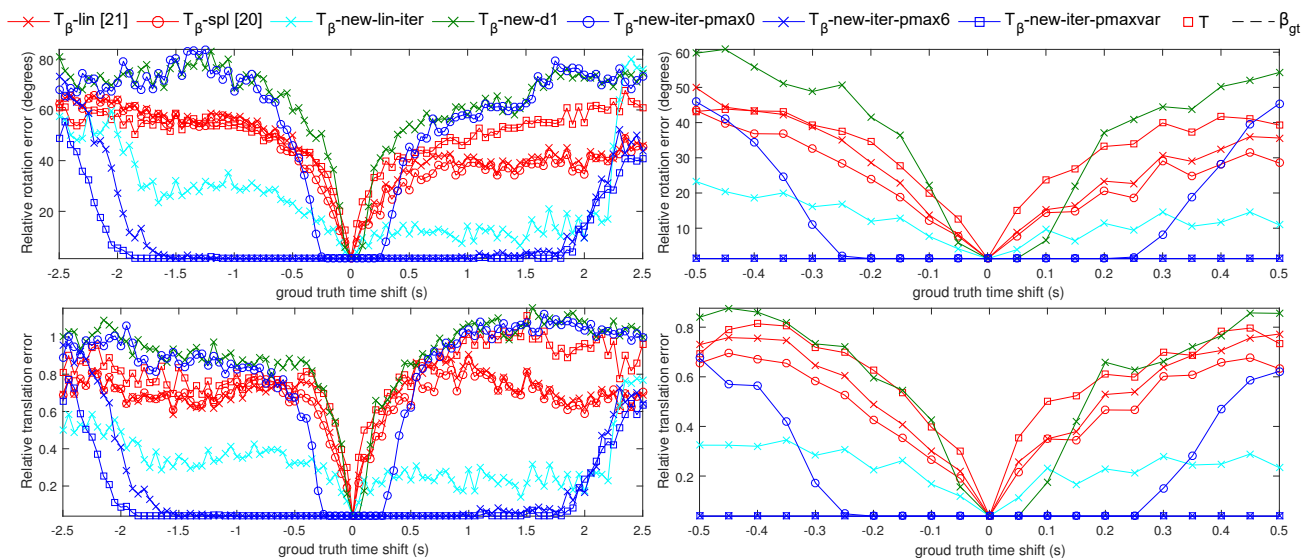 Tβ-lin [21] Tβ-spl [20] Tβ-new-lin-iter Tβ-new-d1 Tβ-new-iter-pmax0 Tβ-new-iter-pmax6 Tβ-new-iter-pmaxvar T βgt
Relative rotation error (degrees)
80
60
40
20
-2.5 -2 -1.5 -1 -0.5 0 0.5 1 1.5 2 2.5
groud truth time shift (s)
Relative rotation error (degrees)
60
50
40
30
20
10
-0.5 -0.4 -0.3 -0.2 -0.1 0 0.1 0.2 0.3 0.4 0.5
groud truth time shift (s)
Relative translation error
1
0.8
0.6
0.4
0.2
-2.5 -2 -1.5 -1 -0.5 0 0.5 1 1.5 2 2.5
groud truth time shift (s)
Relative translation error
0.8
0.6
0.4
0.2
-0.5 -0.4 -0.3 -0.2 -0.1 0 0.1 0.2 0.3 0.4 0.5
groud truth time shift (s)